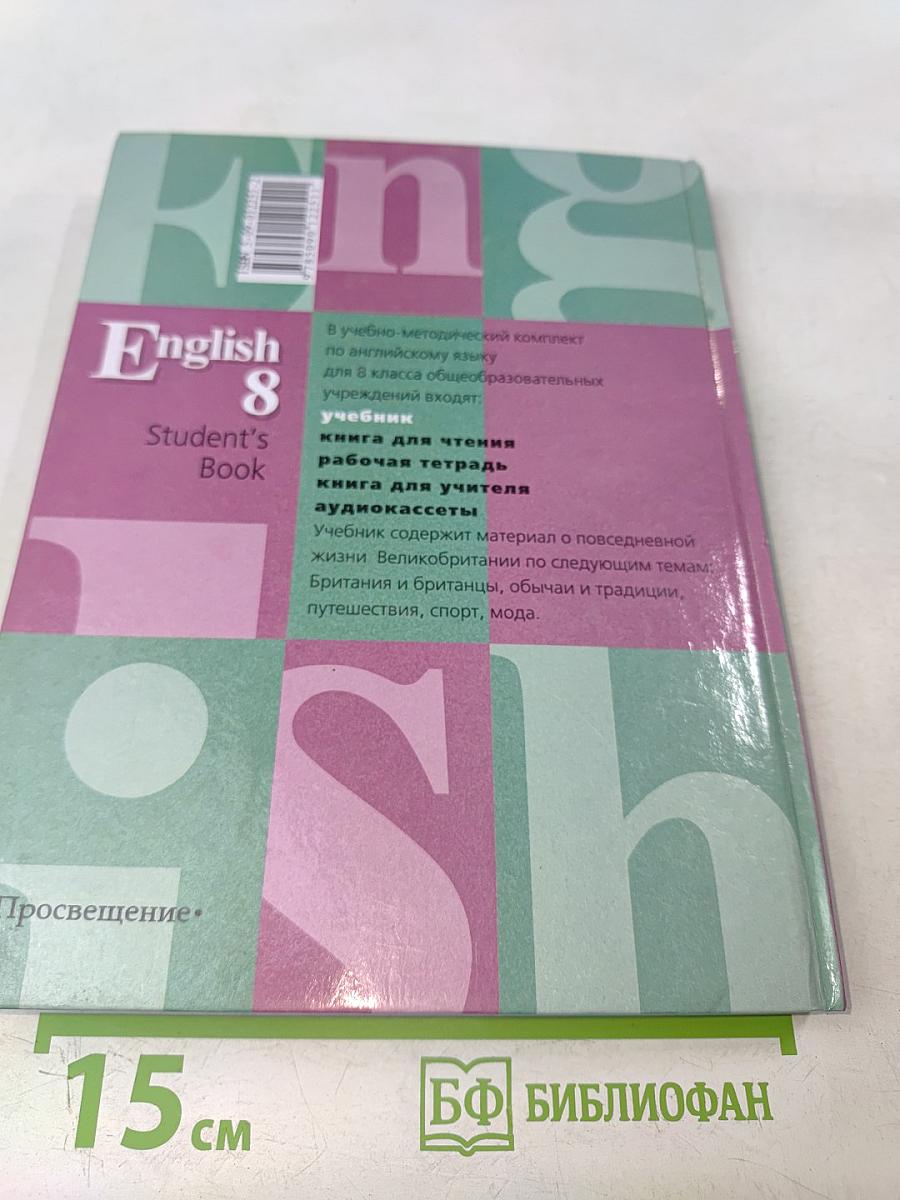 Eng
l
ish
English
8
Student's
Book
В учебно-методический комплект
по английскому языку
для 8 класса общеобразовательных
учреждений входят:
учебник
книга для чтения
рабочая тетрадь
книга для учителя
аудиокассеты
Учебник содержит материал о повседневной
жизни Великобритании по следующим темам:
Британия и британцы, обычаи и традиции,
путешествия, спорт, мода.
Просвещение•
15 см
БФ БИБЛИОФАН